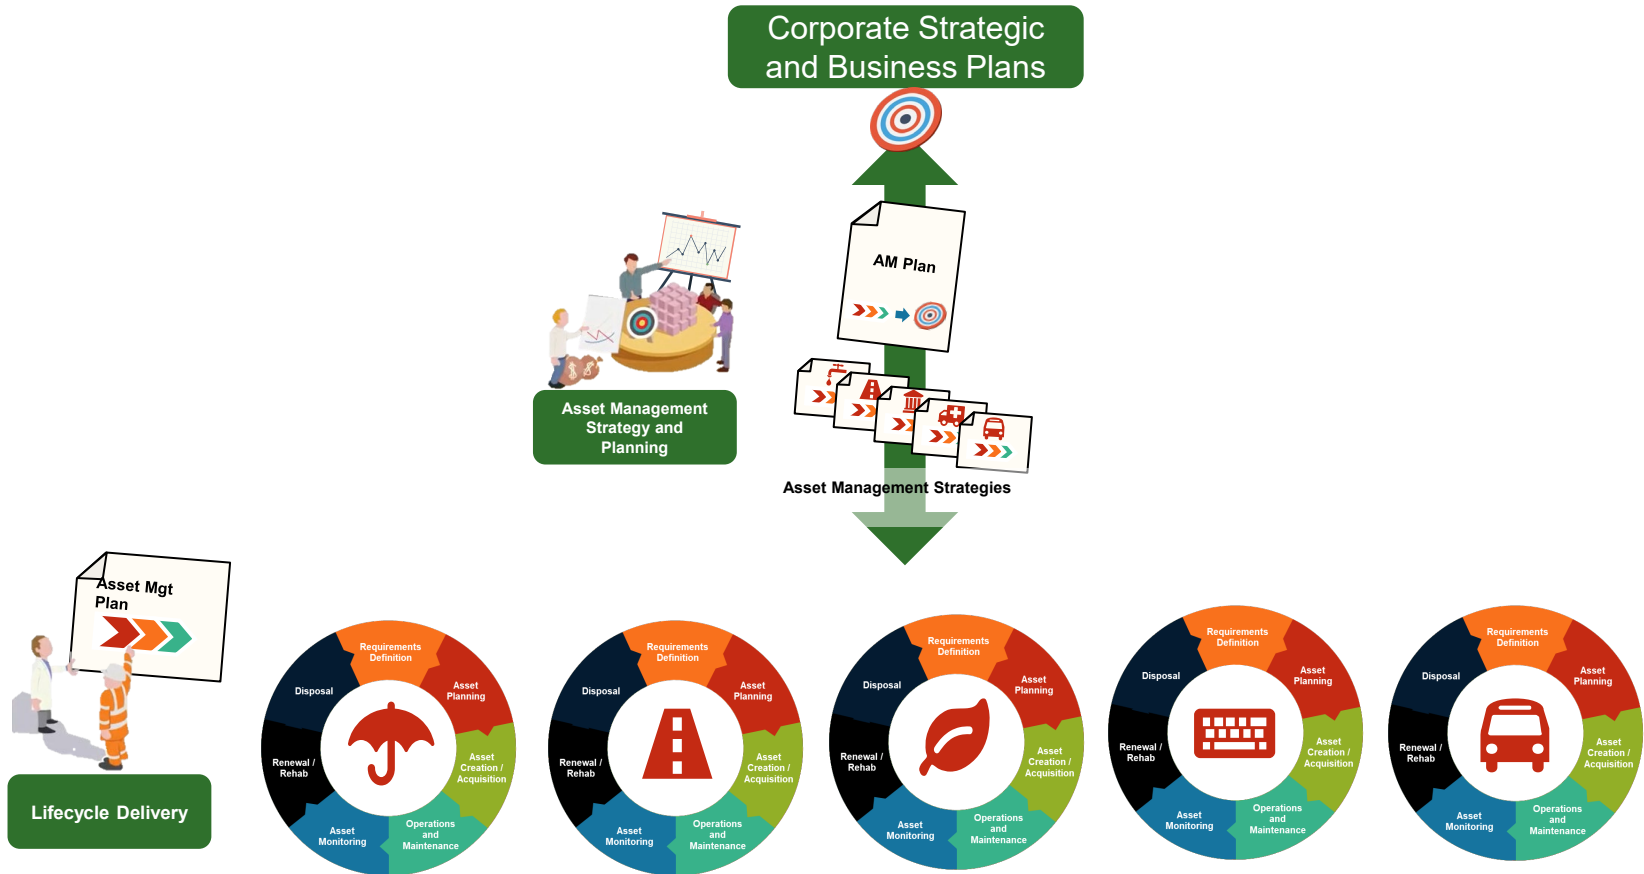 Corporate Strategic
and Business Plans
AM Plan
Asset Management
Strategy and
Planning
Asset Management Strategies
Asset Mgt
Plan
Lifecycle Delivery
Requirements
Definition
Asset
Planning
Asset
Creation /
Acquisition
Operations
and
Maintenance
Asset
Monitoring
Renewal /
Rehab
Disposal
Requirements
Definition
Asset
Planning
Asset
Creation /
Acquisition
Operations
and
Maintenance
Asset
Monitoring
Renewal /
Rehab
Disposal
Requirements
Definition
Asset
Planning
Asset
Creation /
Acquisition
Operations
and
Maintenance
Asset
Monitoring
Renewal /
Rehab
Disposal
Requirements
Definition
Asset
Planning
Asset
Creation /
Acquisition
Operations
and
Maintenance
Asset
Monitoring
Renewal /
Rehab
Disposal
Requirements
Definition
Asset
Planning
Asset
Creation /
Acquisition
Operations
and
Maintenance
Asset
Monitoring
Renewal /
Rehab
Disposal